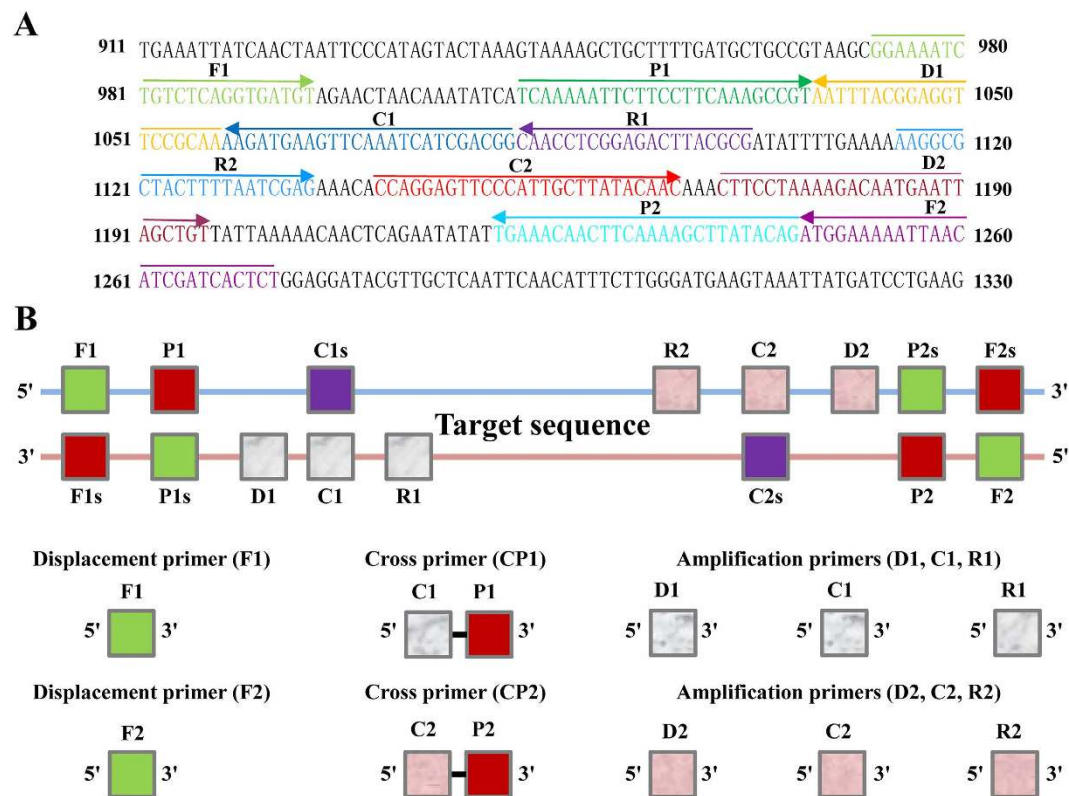 A
911 TGAAATTATCAACTAATTCCCATAGTACTAAAGTAAAAGCTGCTTTTGATGCTGCCGTAAGCGGAAAATC 980
F1 P1 D1
981 TGTCTCAGGTGATGTAGAACTAACAAATATCATCAAAAATTCTTCCTTCAAAGCCGTAATTTACGGAGGT 1050
C1 R1
1051 TCCGCAAAAGATGAAGTTCAAATCATCGACGGCAACCTCGGAGACTTACGCGATATTTTGAAAAAAGGCG 1120
R2 C2 D2
1121 CTACTTTTAATCGAGAAACACCAGGAGTTCCCATTGCTTATACAACAAACTTCCTAAAAGACAATGAATT 1190
P2 F2
1191 AGCTGTTATTAAAAACAACTCAGAATATATTGAAACAACTTCAAAAGCTTATACAGATGGAAAAATTAAC 1260
1261 ATCGATCACTCTGGAGGATACGTTGCTCAATTCAACATTTCTTGGGATGAAGTAAATTATGATCCTGAAG 1330
B
F1 P1 C1s R2 C2 D2 P2s F2s
5' 3'
Target sequence
3' 5'
F1s P1s D1 C1 R1 C2s P2 F2
Displacement primer (F1) Cross primer (CP1) Amplification primers (D1, C1, R1)
F1 C1 P1 D1 C1 R1
5' 3' 5' 3' 5' 3' 5' 3' 5' 3'
Displacement primer (F2) Cross primer (CP2) Amplification primers (D2, C2, R2)
F2 C2 P2 D2 C2 R2
5' 3' 5' 3' 5' 3' 5' 3' 5' 3'